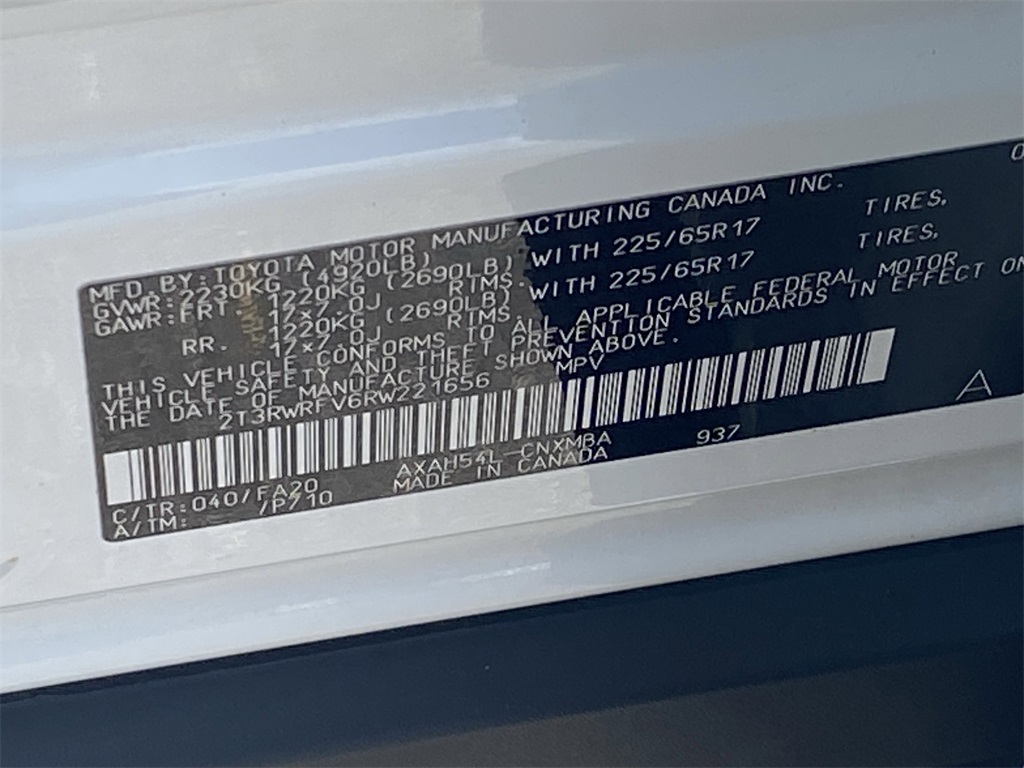 0
MFD.BY:TOYOTA MOTOR MANUFACTURING CANADA INC.
GVWR:2230KG (4920LB)
GAWR:FRT. 1220KG (2690LB) WITH 225/65R17 TIRES,
17×7.0J RIMS.
RR. 1220KG (2690LB) WITH 225/65R17 TIRES,
17×7.0J RIMS.
THIS VEHICLE CONFORMS TO ALL APPLICABLE FEDERAL MOTOR
VEHICLE SAFETY AND THEFT PREVENTION STANDARDS IN EFFECT ON
THE DATE OF MANUFACTURE SHOWN ABOVE.
2T3RWRFV6RW221656 MPV
C/TR:040/FA20 AXAH54L-CNXMBA 937 A
A/TM: /P/10 MADE IN CANADA